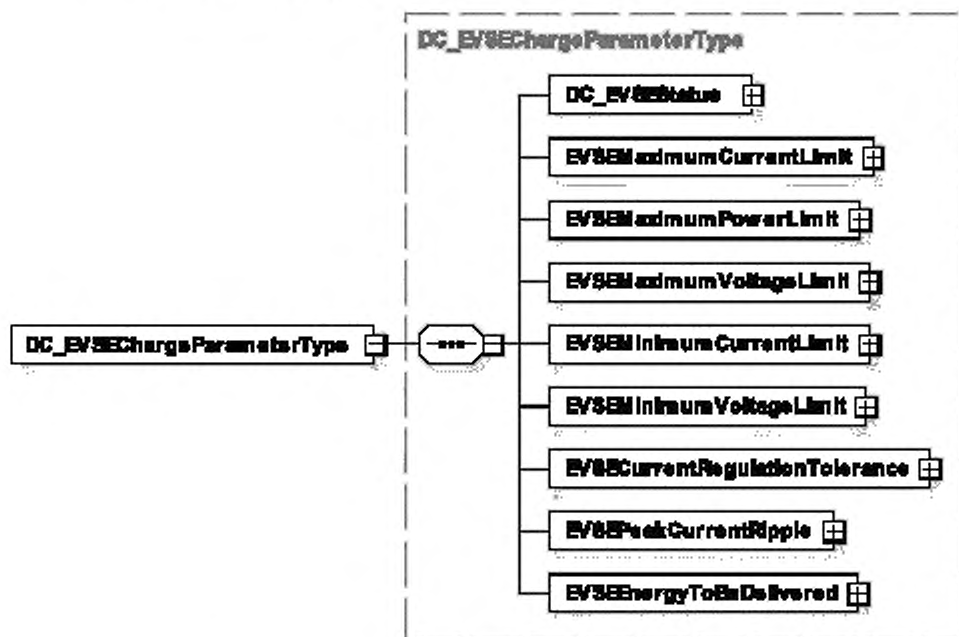 DC_EVSEChargeParameterType
DC_EVSEStatus
EVSEMaximumCurrentLimit
EVSEMaximumPowerLimit
EVSEMaximumVoltageLimit
DC_EVSEChargeParameterType
EVSEMinimumCurrentLimit
EVSEMinimumVoltageLimit
EVSECurrentRegulationTolerance
EVSEPeakCurrentRipple
EVSEEnergyToBeDelivered